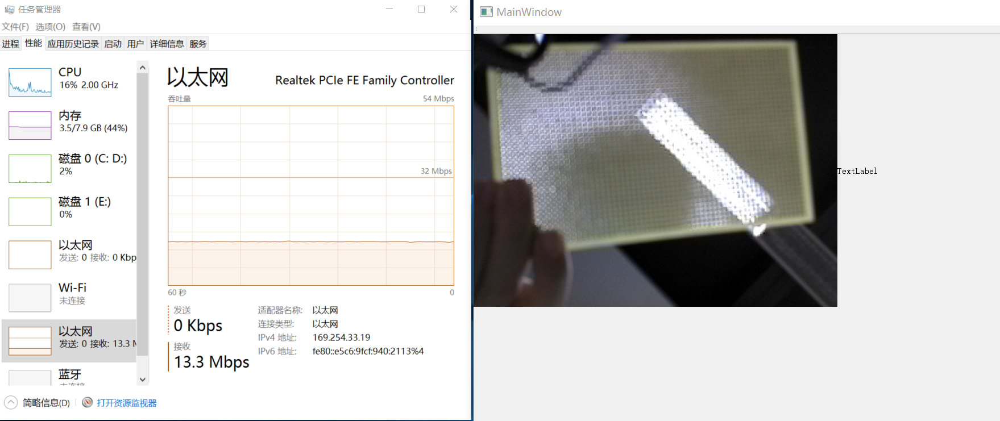 任务管理器
文件(F) 选项(O) 查看(V)
进程 性能 应用历史记录 启动 用户 详细信息 服务
CPU
16% 2.00 GHz
内存
3.5/7.9 GB (44%)
磁盘 0 (C: D:)
2%
磁盘 1 (E:)
0%
以太网
发送: 0 接收: 0 Kbp
Wi-Fi
未连接
以太网
发送: 0 接收: 13.3 M
蓝牙
未连接
以太网
Realtek PCIe FE Family Controller
吞吐量
54 Mbps
32 Mbps
60 秒
0
发送
0 Kbps
接收
13.3 Mbps
适配器名称: 以太网
连接类型: 以太网
IPv4 地址: 169.254.33.19
IPv6 地址: fe80::e5c6:9fcf:940:2113%4
简略信息(D)
打开资源监视器
MainWindow
TextLabel